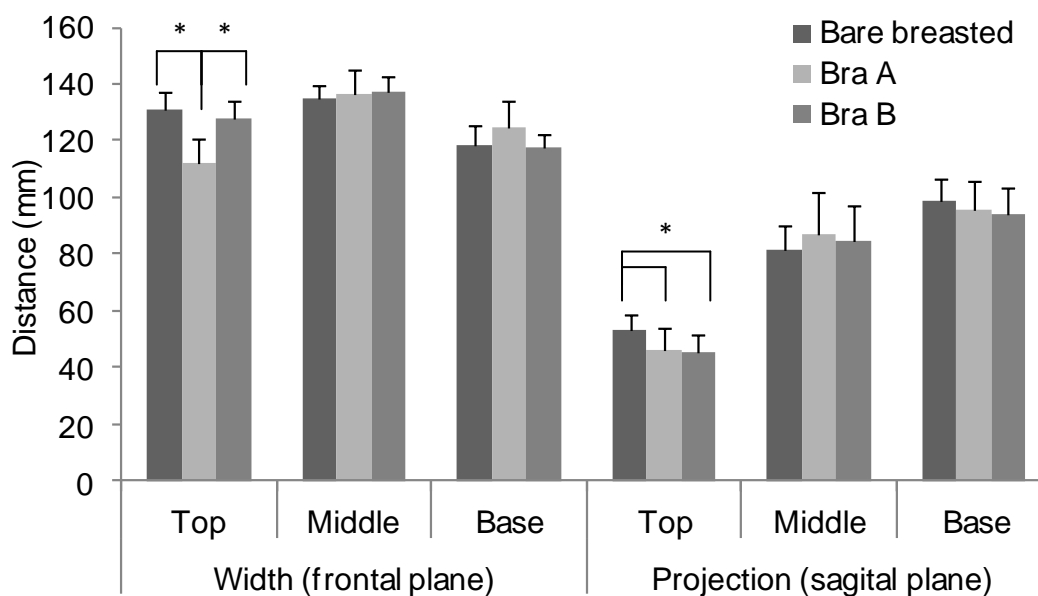 160
140
120
100
80
60
40
20
0
Distance (mm)
* *
*
Bare breasted
Bra A
Bra B
Top Middle Base Top Middle Base
Width (frontal plane) Projection (sagital plane)